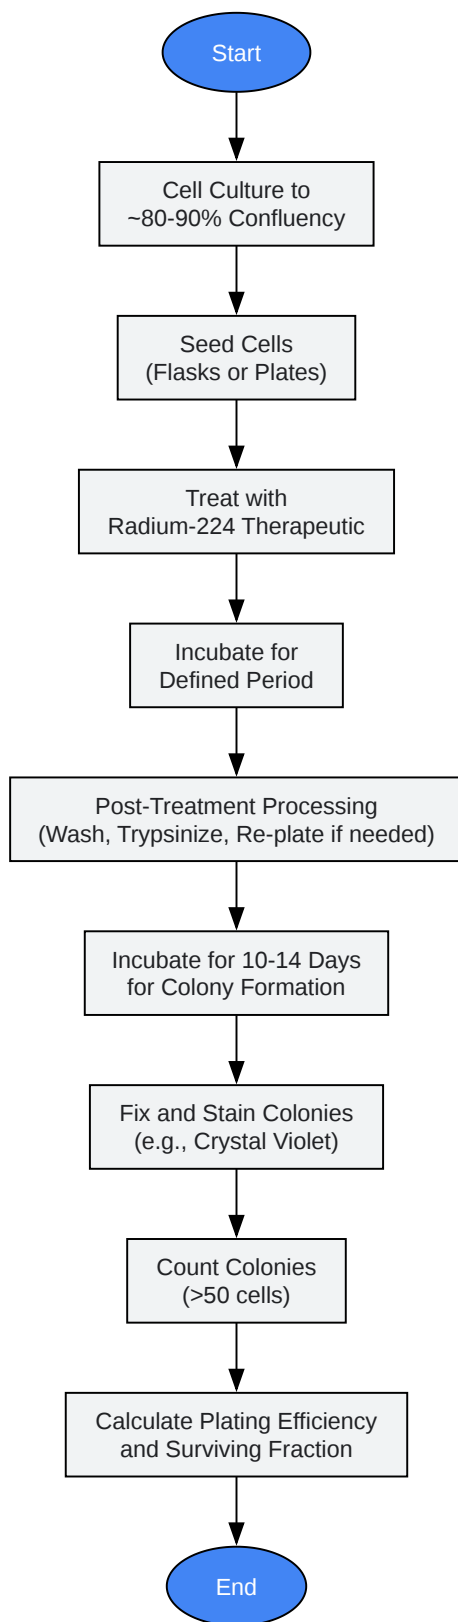 Start
Cell Culture to
~80-90% Confluency
Seed Cells
(Flasks or Plates)
Treat with
Radium-224 Therapeutic
Incubate for
Defined Period
Post-Treatment Processing
(Wash, Trypsinize, Re-plate if needed)
Incubate for 10-14 Days
for Colony Formation
Fix and Stain Colonies
(e.g., Crystal Violet)
Count Colonies
(>50 cells)
Calculate Plating Efficiency
and Surviving Fraction
End